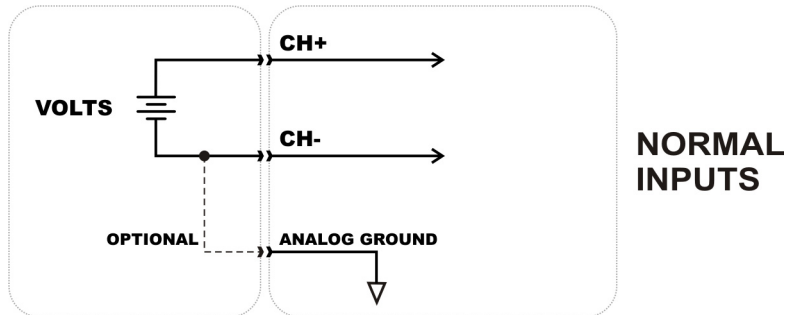 CH+
VOLTS
CH-
NORMAL
INPUTS
OPTIONAL
ANALOG GROUND